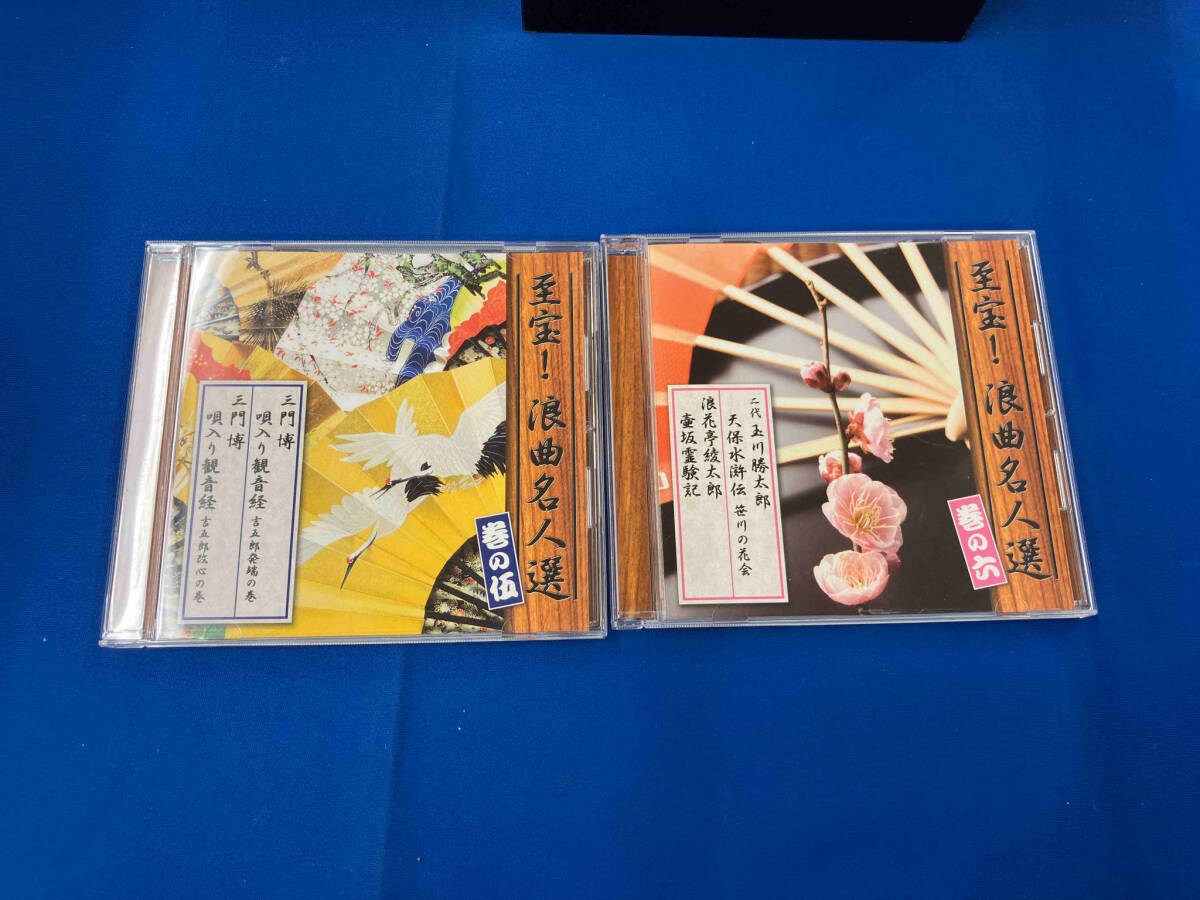 至宝!浪曲名人選
巻の伍
三門博
唄入り観音経 吉五郎発端の巻
三門博
唄入り観音経 吉五郎改心の巻
至宝!浪曲名人選
巻の六
二代 玉川勝太郎
天保水滸伝 笹川の花会
浪花亭綾太郎
壷坂霊験記